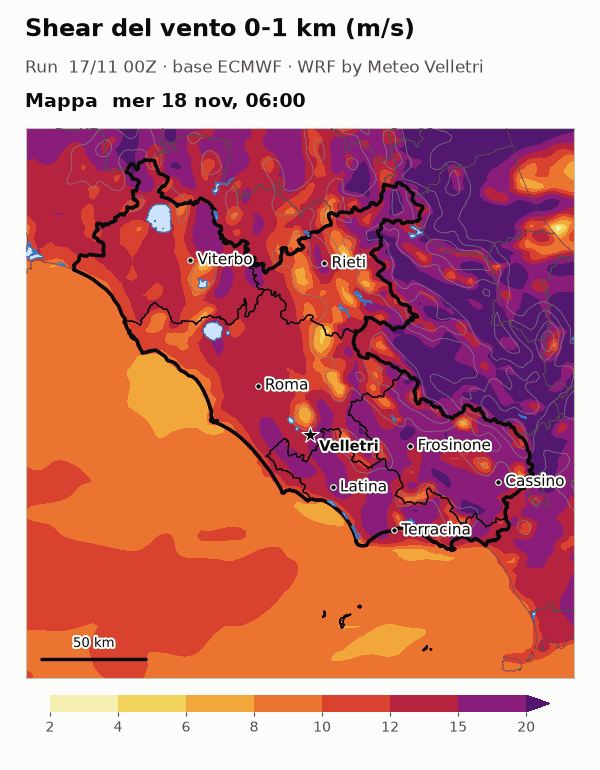 Shear del vento 0-1 km (m/s)
Run  17/11 00Z · base ECMWF · WRF by Meteo Velletri
Mappa  mer 18 nov, 06:00
Viterbo
Rieti
Roma
Velletri
Frosinone
Latina
Cassino
Terracina
50 km
2 4 6 8 10 12 15 20